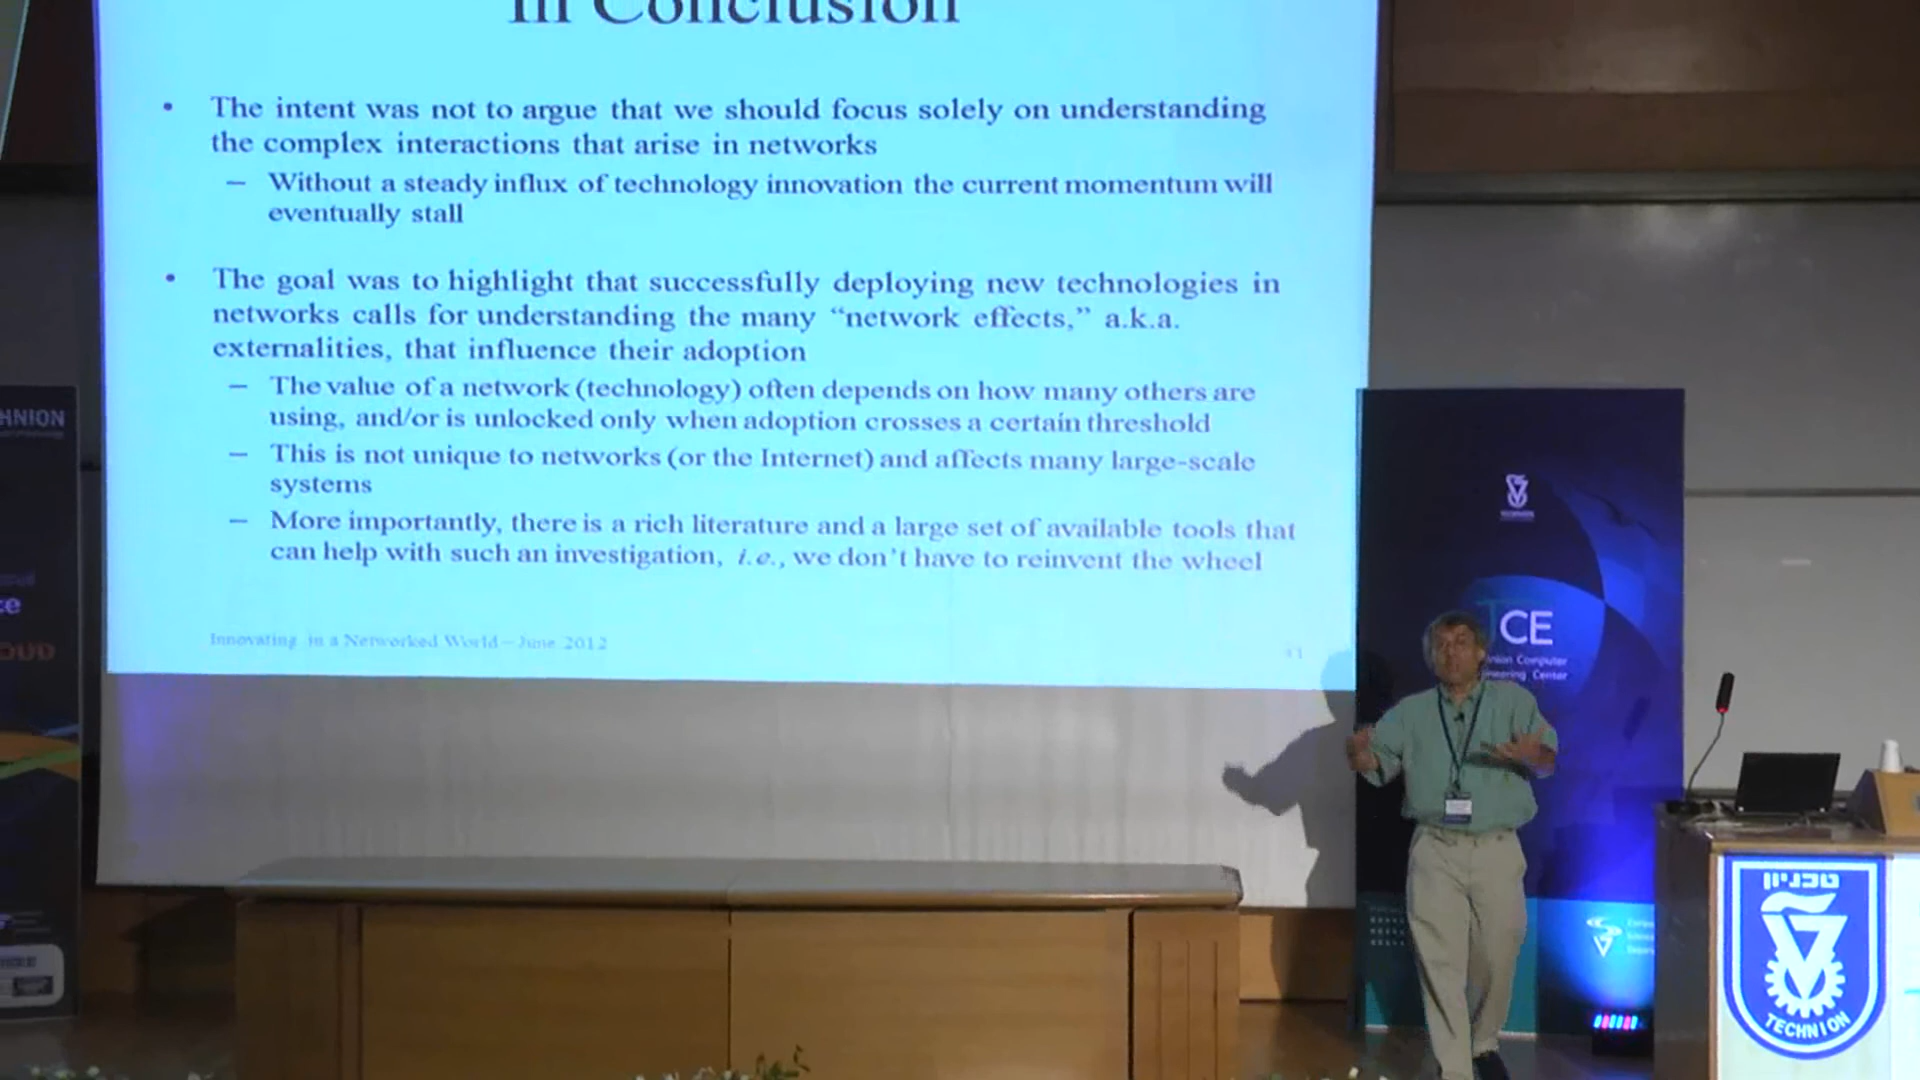 In Conclusion
• The intent was not to argue that we should focus solely on understanding
the complex interactions that arise in networks
– Without a steady influx of technology innovation the current momentum will
eventually stall
• The goal was to highlight that successfully deploying new technologies in
networks calls for understanding the many “network effects,” a.k.a.
externalities, that influence their adoption
– The value of a network (technology) often depends on how many others are
using, and/or is unlocked only when adoption crosses a certain threshold
– This is not unique to networks (or the Internet) and affects many large-scale
systems
– More importantly, there is a rich literature and a large set of available tools that
can help with such an investigation, i.e., we don’t have to reinvent the wheel
Innovating in a Networked World – June 2012
HNION
ce
OUD
CE
Computer
Center
טכניון
TECHNION